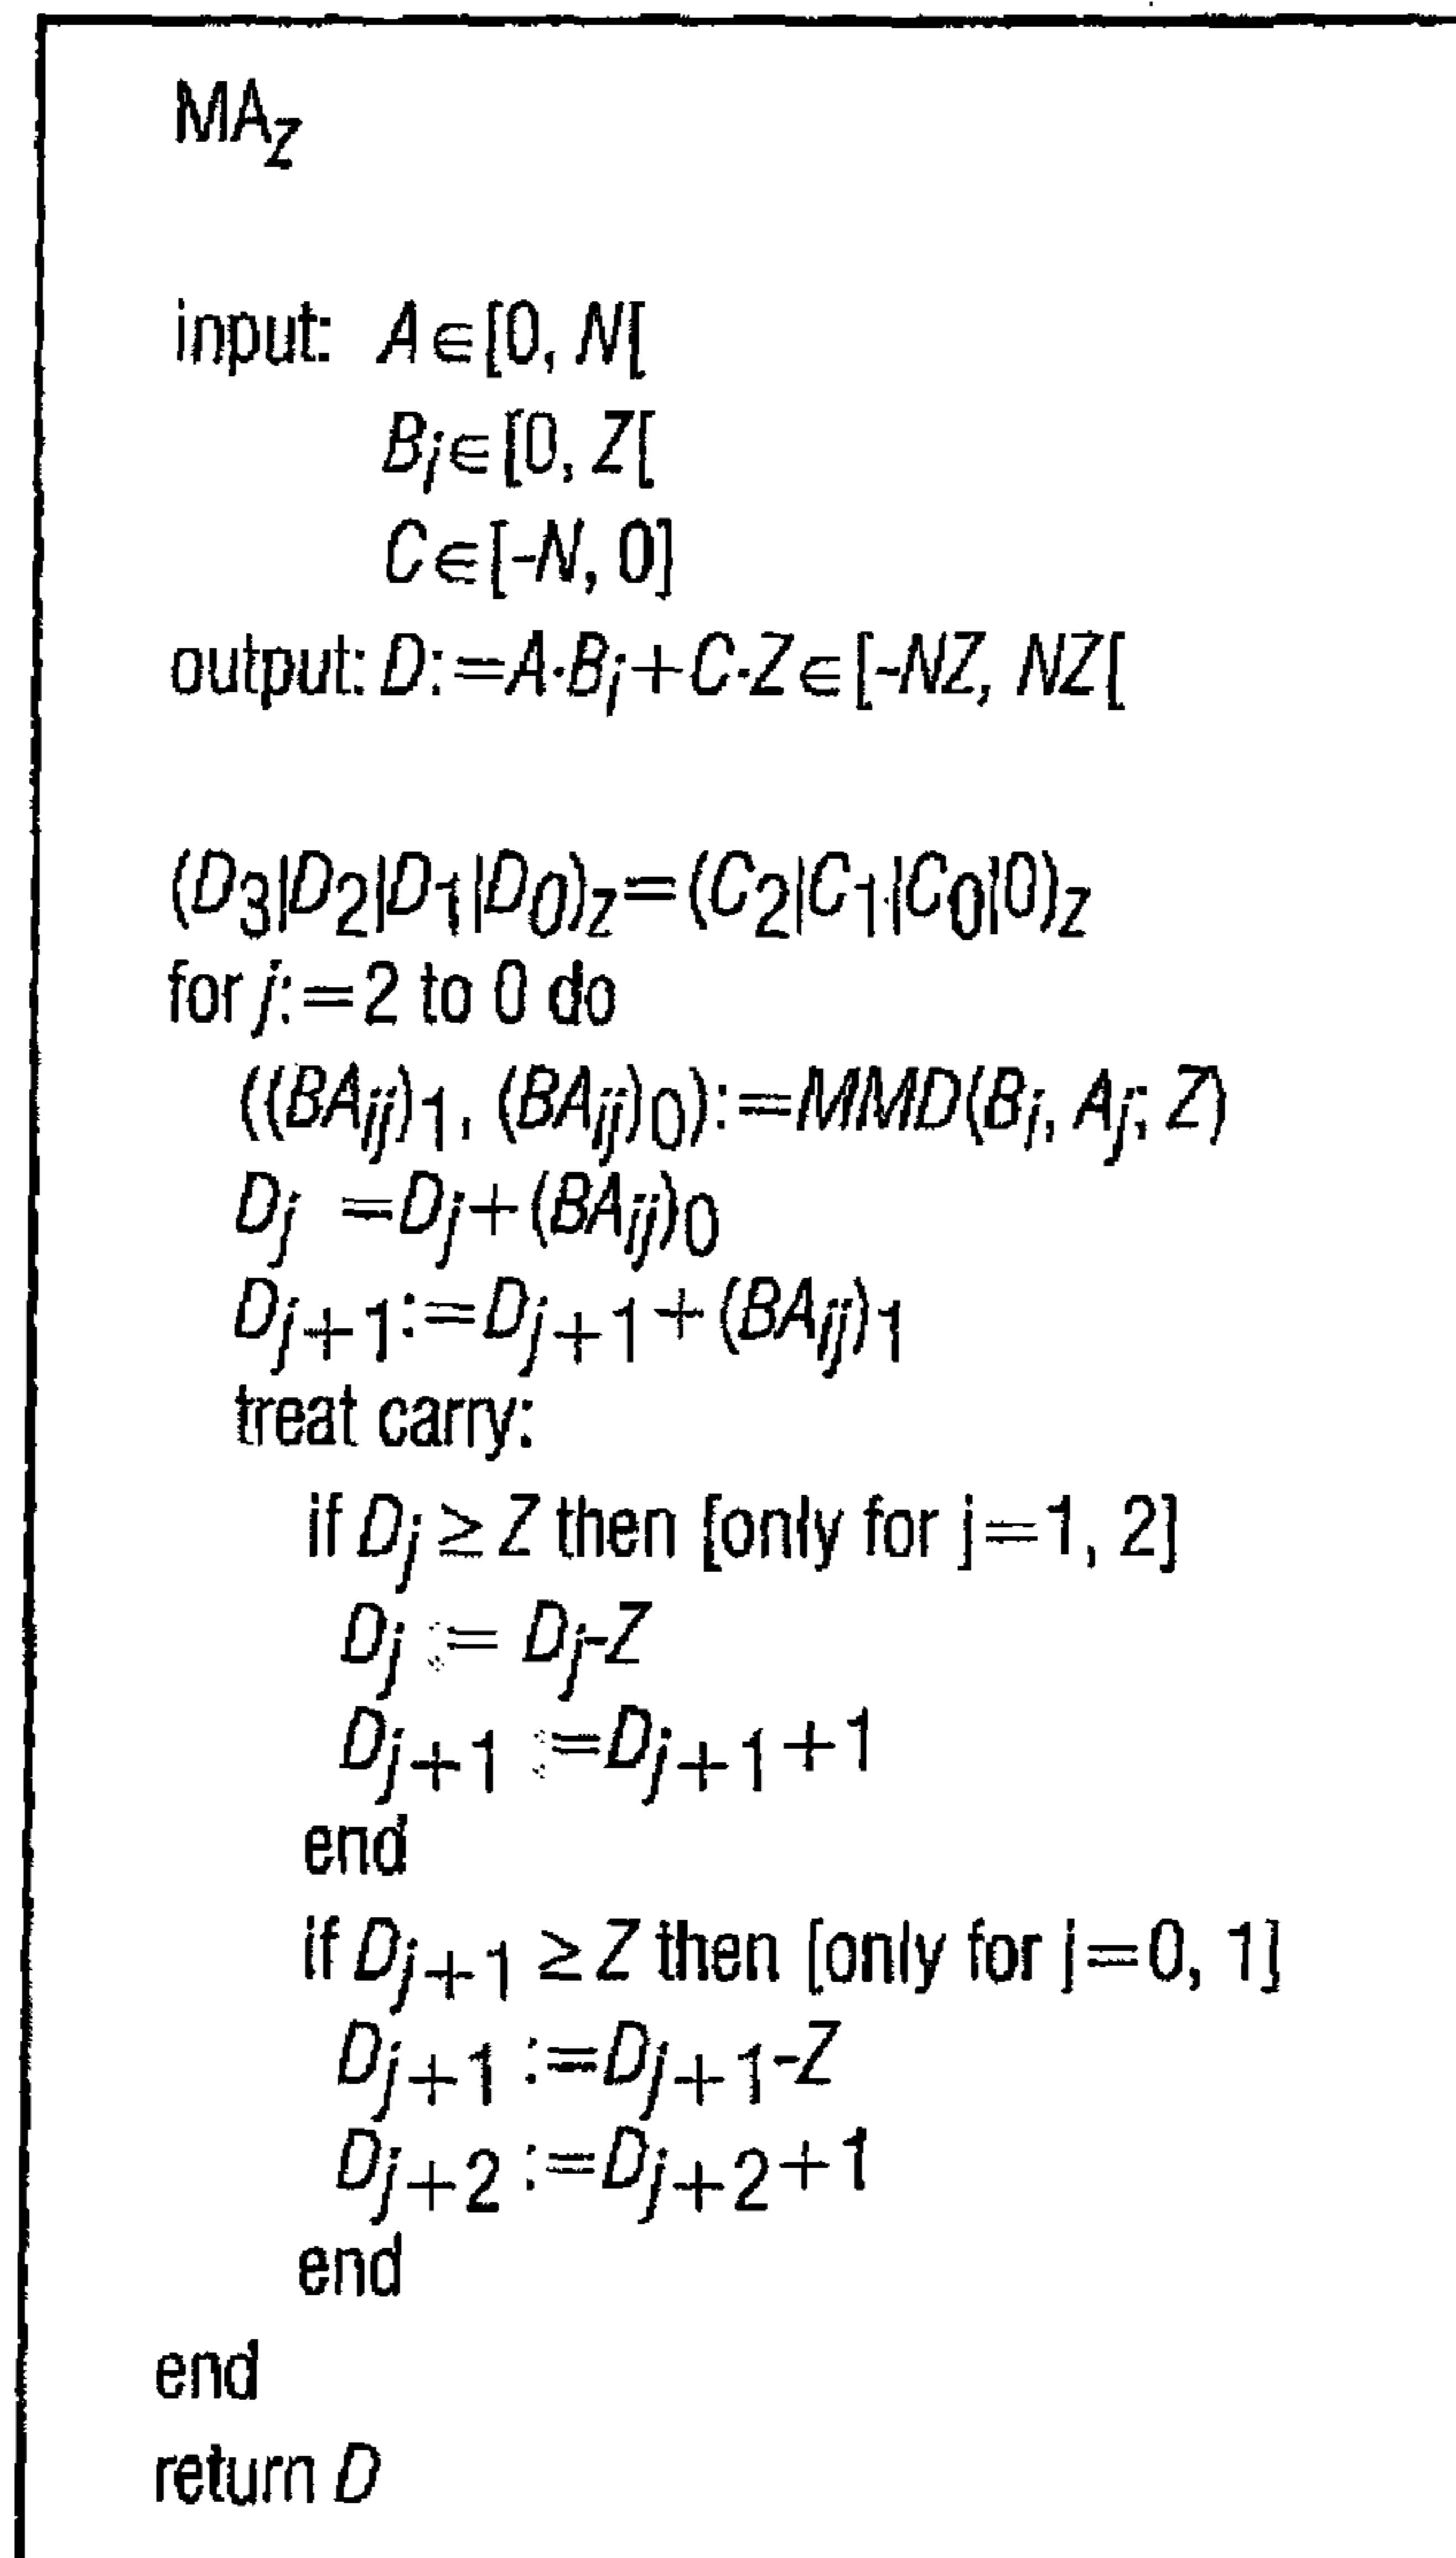 MA_Z
input: A∈[0, N[
B_i∈[0, Z[
C∈[-N, 0]
output: D:=A·B_i+C·Z∈[-NZ, NZ[
(D_3|D_2|D_1|D_0)_Z=(C_2|C_1|C_0|0)_Z
for j:=2 to 0 do
((BA_ij)_1, (BA_ij)_0):=MMD(B_i, A_j; Z)
D_j =D_j+(BA_ij)_0
D_j+1:=D_j+1+(BA_ij)_1
treat carry:
if D_j ≥ Z then [only for j=1, 2]
D_j := D_j-Z
D_j+1 :=D_j+1+1
end
if D_j+1 ≥ Z then [only for j=0, 1]
D_j+1 :=D_j+1-Z
D_j+2 :=D_j+2+1
end
end
return D